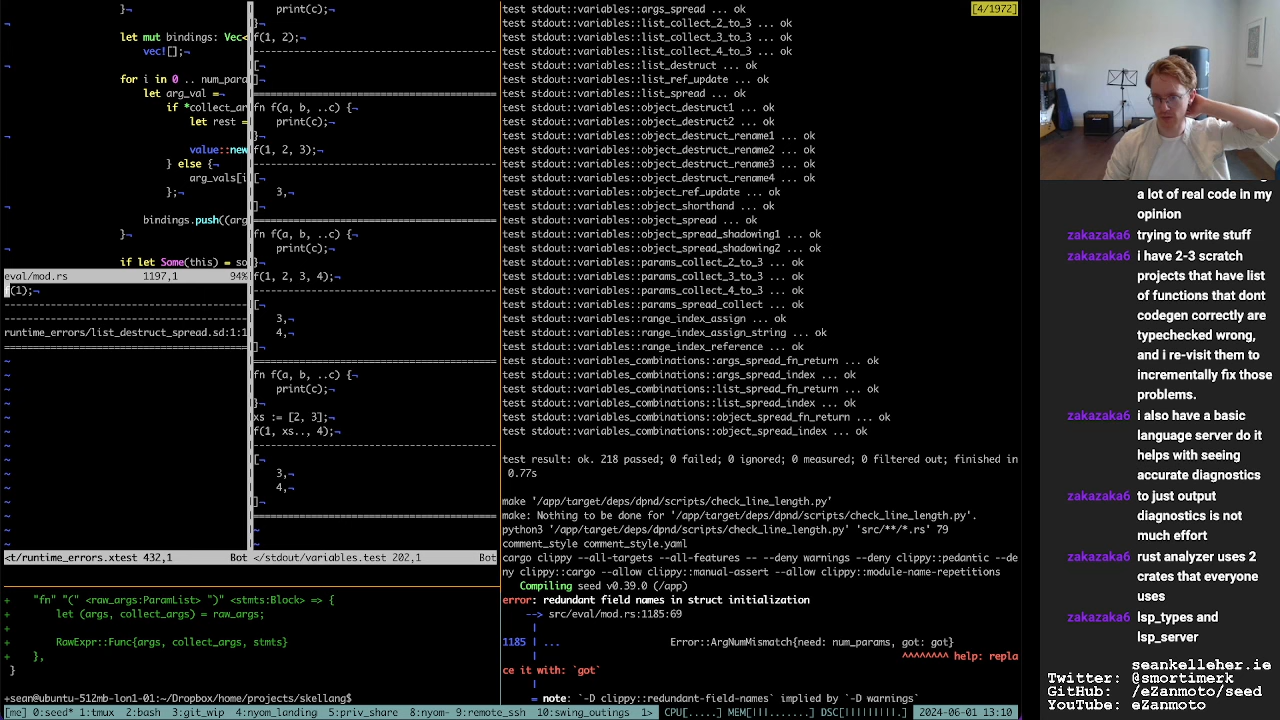 }¬
let mut bindings: Vec<
vec![];¬
for i in 0 .. num_para
let arg_val =¬
if *collect_ar
let rest =
value::new
} else {¬
arg_vals[i
};¬
bindings.push((arg
}¬
if let Some(this) = so
eval/mod.rs 1197,1 94%
f(1);¬
runtime_errors/list_destruct_spread.sd:1:1
<t/runtime_errors.xtest 432,1 Bot
print(c);¬
}¬
f(1, 2);¬
[¬
]¬
fn f(a, b, ..c) {¬
print(c);¬
}¬
f(1, 2, 3);¬
[¬
3,¬
]¬
fn f(a, b, ..c) {¬
print(c);¬
}¬
f(1, 2, 3, 4);¬
[¬
3,¬
4,¬
]¬
fn f(a, b, ..c) {¬
print(c);¬
}¬
xs := [2, 3];¬
f(1, xs.., 4);¬
[¬
3,¬
4,¬
]¬
</stdout/variables.test 202,1 Bot
+ "fn" "(" <raw_args:ParamList> ")" <stmts:Block> => {
+ let (args, collect_args) = raw_args;
+
+ RawExpr::Func{args, collect_args, stmts}
+ },
}
+sean@ubuntu-512mb-lon1-01:~/Dropbox/home/projects/skellang$
[4/1972]
test stdout::variables::args_spread ... ok
test stdout::variables::list_collect_2_to_3 ... ok
test stdout::variables::list_collect_3_to_3 ... ok
test stdout::variables::list_collect_4_to_3 ... ok
test stdout::variables::list_destruct ... ok
test stdout::variables::list_ref_update ... ok
test stdout::variables::list_spread ... ok
test stdout::variables::object_destruct1 ... ok
test stdout::variables::object_destruct2 ... ok
test stdout::variables::object_destruct_rename1 ... ok
test stdout::variables::object_destruct_rename2 ... ok
test stdout::variables::object_destruct_rename3 ... ok
test stdout::variables::object_destruct_rename4 ... ok
test stdout::variables::object_ref_update ... ok
test stdout::variables::object_shorthand ... ok
test stdout::variables::object_spread ... ok
test stdout::variables::object_spread_shadowing1 ... ok
test stdout::variables::object_spread_shadowing2 ... ok
test stdout::variables::params_collect_2_to_3 ... ok
test stdout::variables::params_collect_3_to_3 ... ok
test stdout::variables::params_collect_4_to_3 ... ok
test stdout::variables::params_spread_collect ... ok
test stdout::variables::range_index_assign ... ok
test stdout::variables::range_index_assign_string ... ok
test stdout::variables::range_index_reference ... ok
test stdout::variables_combinations::args_spread_fn_return ... ok
test stdout::variables_combinations::args_spread_index ... ok
test stdout::variables_combinations::list_spread_fn_return ... ok
test stdout::variables_combinations::list_spread_index ... ok
test stdout::variables_combinations::object_spread_fn_return ... ok
test stdout::variables_combinations::object_spread_index ... ok
test result: ok. 218 passed; 0 failed; 0 ignored; 0 measured; 0 filtered out; finished in
0.77s
make '/app/target/deps/dpnd/scripts/check_line_length.py'
make: Nothing to be done for '/app/target/deps/dpnd/scripts/check_line_length.py'.
python3 '/app/target/deps/dpnd/scripts/check_line_length.py' 'src/**/*.rs' 79
comment_style comment_style.yaml
cargo clippy --all-targets --all-features -- --deny warnings --deny clippy::pedantic --de
ny clippy::cargo --allow clippy::manual-assert --allow clippy::module-name-repetitions
Compiling seed v0.39.0 (/app)
error: redundant field names in struct initialization
--> src/eval/mod.rs:1185:69
|
1185 | ... Error::ArgNumMismatch{need: num_params, got: got}
| ^^^^^^^^ help: repla
ce it with: `got`
|
= note: `-D clippy::redundant-field-names` implied by `-D warnings`
a lot of real code in my
opinion
zakazaka6 trying to write stuff
zakazaka6 i have 2-3 scratch
projects that have list
of functions that dont
codegen correctly are
typechecked wrong,
and i re-visit them to
incrementally fix those
problems.
zakazaka6 i also have a basic
language server do it
helps with seeing
accurate diagnostics
zakazaka6 to just output
diagnostics is not
much effort
zakazaka6 rust analyzer uses 2
crates that everyone
uses
zakazaka6 lsp_types and
lsp_server
Twitter: @seankelleher_ie
GitHub: ezanmoto/seed
[me] 0:seed* 1:tmux 2:bash 3:git_wip 4:nyom_landing 5:priv_share 8:nyom- 9:remote_ssh 10:swing_outings 1> CPU[.....] MEM[|||.......] DSC[|||||||||.] 2024-06-01 13:10